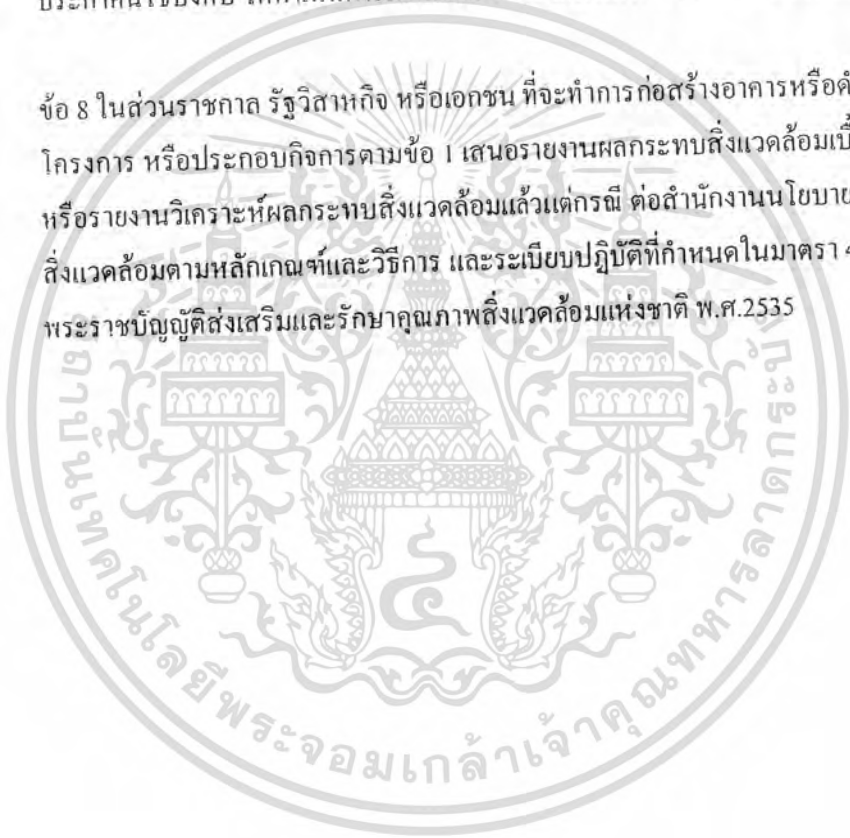 ข้อ 8 ในส่วนราชกาล รัฐวิสาหกิจ หรือเอกชน ที่จะทำการก่อสร้างอาคารหรือดำ
โครงการ หรือประกอบกิจการตามข้อ 1 เสนอรายงานผลกระทบสิ่งแวดล้อมเบื้
หรือรายงานวิเคราะห์ผลกระทบสิ่งแวดล้อมแล้วแต่กรณี ต่อสำนักงานนโยบาย
สิ่งแวดล้อมตามหลักเกณฑ์และวิธีการ และระเบียบปฏิบัติที่กำหนดในมาตรา 4
พระราชบัญญัติส่งเสริมและรักษาคุณภาพสิ่งแวดล้อมแห่งชาติ พ.ศ.2535
สถาบันเทคโนโลยีพระจอมเกล้าเจ้าคุณทหารลาดกระบัง